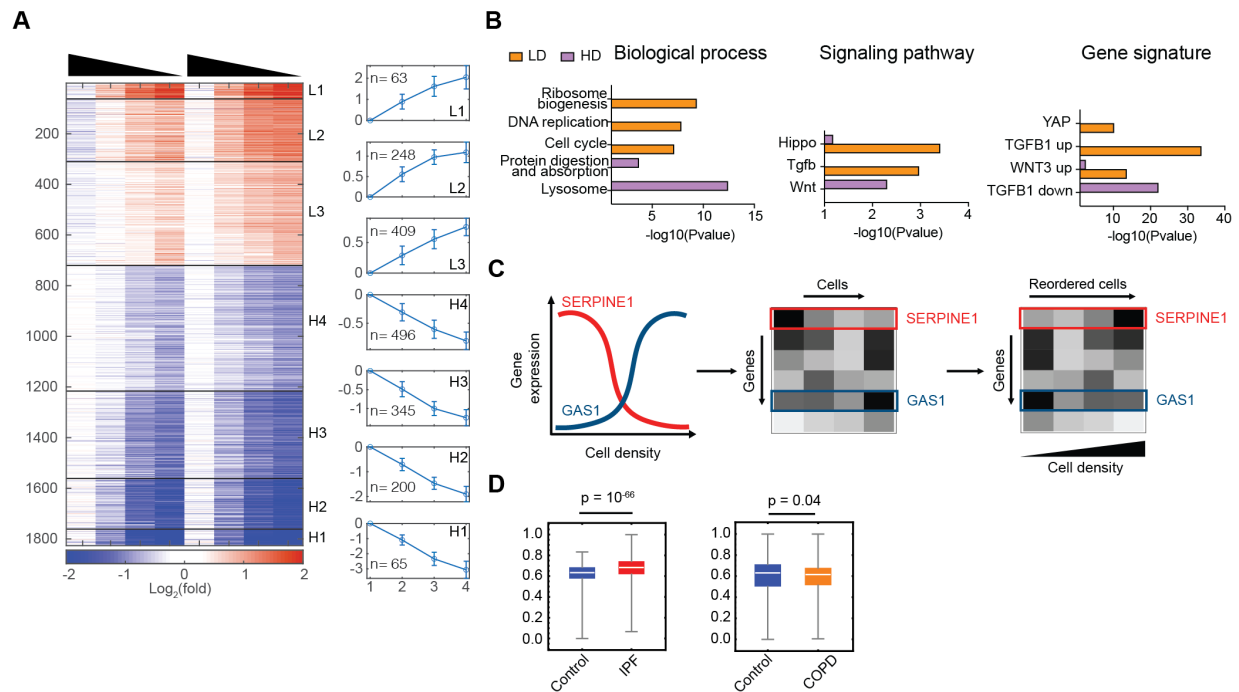 A
200
400
600
800
1000
1200
1400
1600
1800
L1
L2
L3
H4
H3
H2
H1
-2
-1
0
1
2
Log2(fold)
2
1
0
n= 63
L1
1
0.5
0
n= 248
L2
0.5
0
n= 409
L3
0
-0.5
n= 496
H4
0
-0.5
-1
n= 345
H3
0
-1
-2
n= 200
H2
0
-1
-2
-3
n= 65
H1
1 2 3 4
B
LD
HD
Biological process
Ribosome
biogenesis
DNA replication
Cell cycle
Protein digestion
and absorption
Lysosome
5 10 15
-log10(Pvalue)
Signaling pathway
Hippo
Tgfb
Wnt
1 2 3 4
-log10(Pvalue)
Gene signature
YAP
TGFB1 up
WNT3 up
TGFB1 down
10 20 30 40
-log10(Pvalue)
C
SERPINE1
GAS1
Gene
expression
Cell density
Cells
Genes
SERPINE1
GAS1
Reordered cells
Genes
SERPINE1
GAS1
Cell density
D
p = 10-66
1.0
0.8
0.6
0.4
0.2
0.0
Control
IPF
p = 0.04
1.0
0.8
0.6
0.4
0.2
0.0
Control
COPD